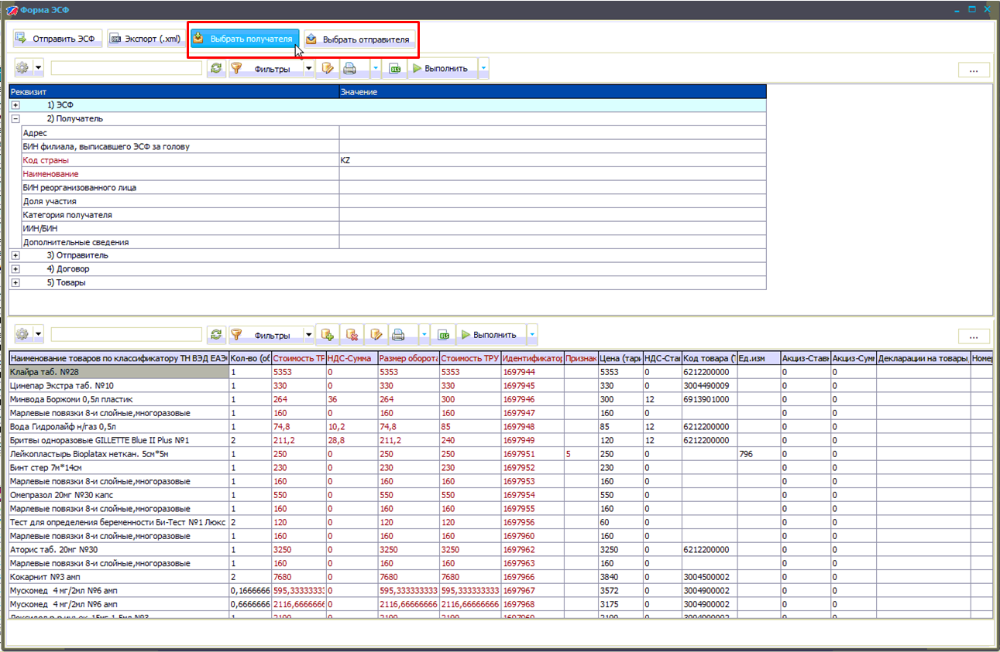 Форма ЭСФ
Отправить ЭСФ Экспорт (.xml) Выбрать получателя Выбрать отправителя
Фильтры XLS Выполнить ...
Реквизит Значение
1) ЭСФ
2) Получатель
Адрес
БИН филиала, выписавшего ЭСФ за голову
Код страны KZ
Наименование
БИН реорганизованного лица
Доля участия
Категория получателя
ИИН/БИН
Дополнительные сведения
3) Отправитель
4) Договор
5) Товары
Фильтры XLS Выполнить ...
Наименование товаров по классификатору ТН ВЭД ЕАЭ Кол-во (об Стоимость ТР НДС-Сумма Размер оборота Стоимость ТРУ Идентификатор Признак Цена (тари НДС-Став Код товара (Т Ед.изм Акциз-Ставк Акциз-Сумм Декларации на товары, Номер
Клайра таб. №28 1 5353 0 5353 5353 1697944 5353 0 6212200000 0 0
Цинепар Экстра таб. №10 1 330 0 330 330 1697945 330 0 3004490009 0 0
Минвода Боржоми 0,5л пластик 1 264 36 264 300 1697946 300 12 6913901000 0 0
Марлевые повязки 8-и слойные,многоразовые 1 160 0 160 160 1697947 160 0 0 0
Вода Гидролайф н/газ 0,5л 1 74,8 10,2 74,8 85 1697948 85 12 6212200000 0 0
Бритвы одноразовые GILLETTE Blue II Plus №1 2 211,2 28,8 211,2 240 1697949 120 12 6212200000 0 0
Лейкопластырь Bioplatax неткан. 5см*5м 1 250 0 250 250 1697951 5 250 0 796 0 0
Бинт стер 7м*14см 1 230 0 230 230 1697952 230 0 0 0
Марлевые повязки 8-и слойные,многоразовые 1 160 0 160 160 1697953 160 0 0 0
Омепразол 20мг №30 капс 1 550 0 550 550 1697954 550 0 0 0
Марлевые повязки 8-и слойные,многоразовые 1 160 0 160 160 1697955 160 0 0 0
Тест для определения беременности Би-Тест №1 Люкс 2 120 0 120 120 1697956 60 0 0 0
Марлевые повязки 8-и слойные,многоразовые 1 160 0 160 160 1697960 160 0 0 0
Аторис таб. 20мг №30 1 3250 0 3250 3250 1697962 3250 0 6212200000 0 0
Марлевые повязки 8-и слойные,многоразовые 1 160 0 160 160 1697963 160 0 0 0
Кокарнит №3 амп 2 7680 0 7680 7680 1697966 3840 0 3004500002 0 0
Мускомед 4 мг/2мл №6 амп 0,1666666 595,33333333 0 595,333333333 595,333333333 1697967 3572 0 3004900002 0 0
Мускомед 4 мг/2мл №6 амп 0,6666666 2116,6666666 0 2116,66666666 2116,66666666 1697968 3175 0 3004900002 0 0